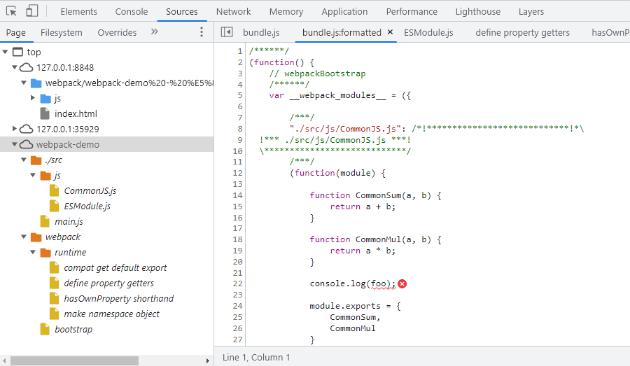 Elements Console Sources Network Memory Application Performance Lighthouse Layers
Page Filesystem Overrides »
bundle.js bundle.js:formatted × ESModule.js define property getters hasOwnP
top
127.0.0.1:8848
webpack/webpack-demo%20-%20%E5%8
js
index.html
127.0.0.1:35929
webpack-demo
./src
js
CommonJS.js
ESModule.js
main.js
webpack
runtime
compat get default export
define property getters
hasOwnProperty shorthand
make namespace object
bootstrap
1 /******/
2 (function() {
3 // webpackBootstrap
4 /******/
5 var __webpack_modules__ = ({
6
7 /***/
8 "./src/js/CommonJS.js": /*!****************************!*\
9 !*** ./src/js/CommonJS.js ***!
10 \****************************/
11 /***/
12 (function(module) {
13
14 function CommonSum(a, b) {
15 return a + b;
16 }
17
18 function CommonMul(a, b) {
19 return a * b;
20 }
21
22 console.log(foo);
23
24 module.exports = {
25 CommonSum,
26 CommonMul
27 }
Line 1, Column 1